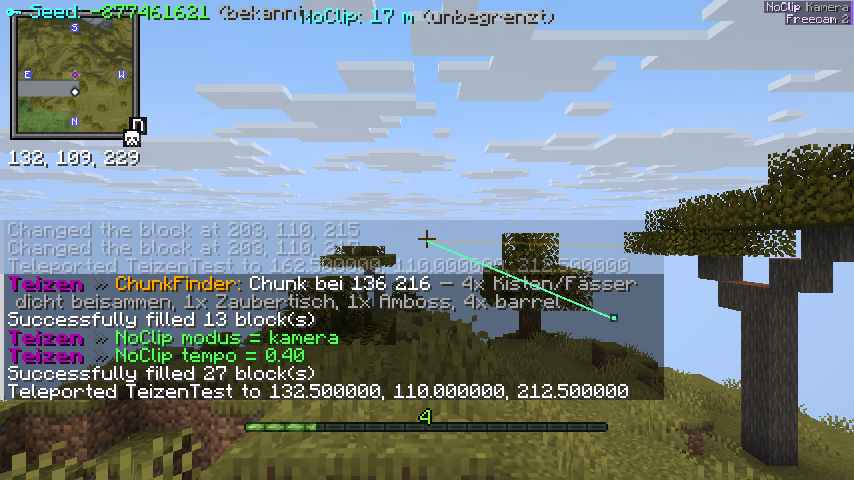 Seed: -877461621 (bekannt
NoClip: 17 m (unbegrenzt)
NoClip Kamera
Freecam 2
S
E
W
N
132, 109, 229
Changed the block at 203, 110, 215
Changed the block at 203, 110,
Teleported TeizenTest to
Teizen » ChunkFinder: Chunk bei 136 216 — 4x Kisten/Fässer
dicht beisammen, 1x Zaubertisch, 1x Amboss, 4x barrel
Successfully filled 13 block(s)
Teizen » NoClip modus = kamera
Teizen » NoClip tempo = 0.40
Successfully filled 27 block(s)
Teleported TeizenTest to 132.500000, 110.000000, 212.500000
4